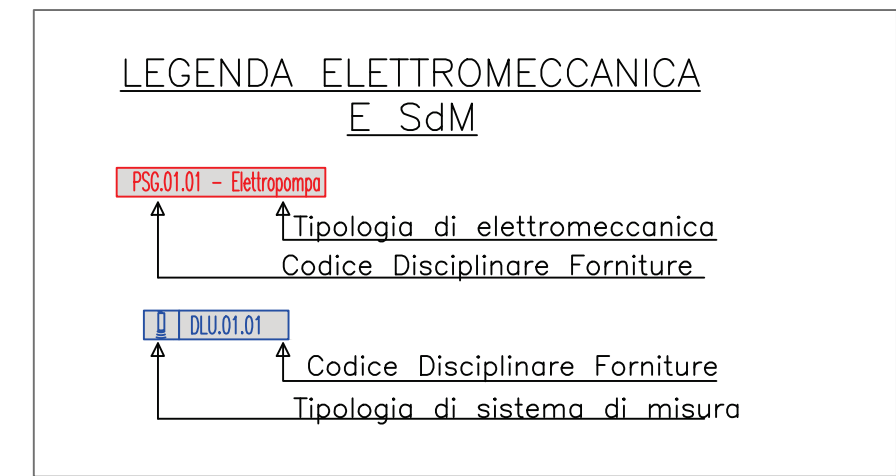 LEGENDA ELETTROMECCANICA
E SdM
PSG.01.01 - Elettropompa
Tipologia di elettromeccanica
Codice Disciplinare Forniture
DLU.01.01
Codice Disciplinare Forniture
Tipologia di sistema di misura